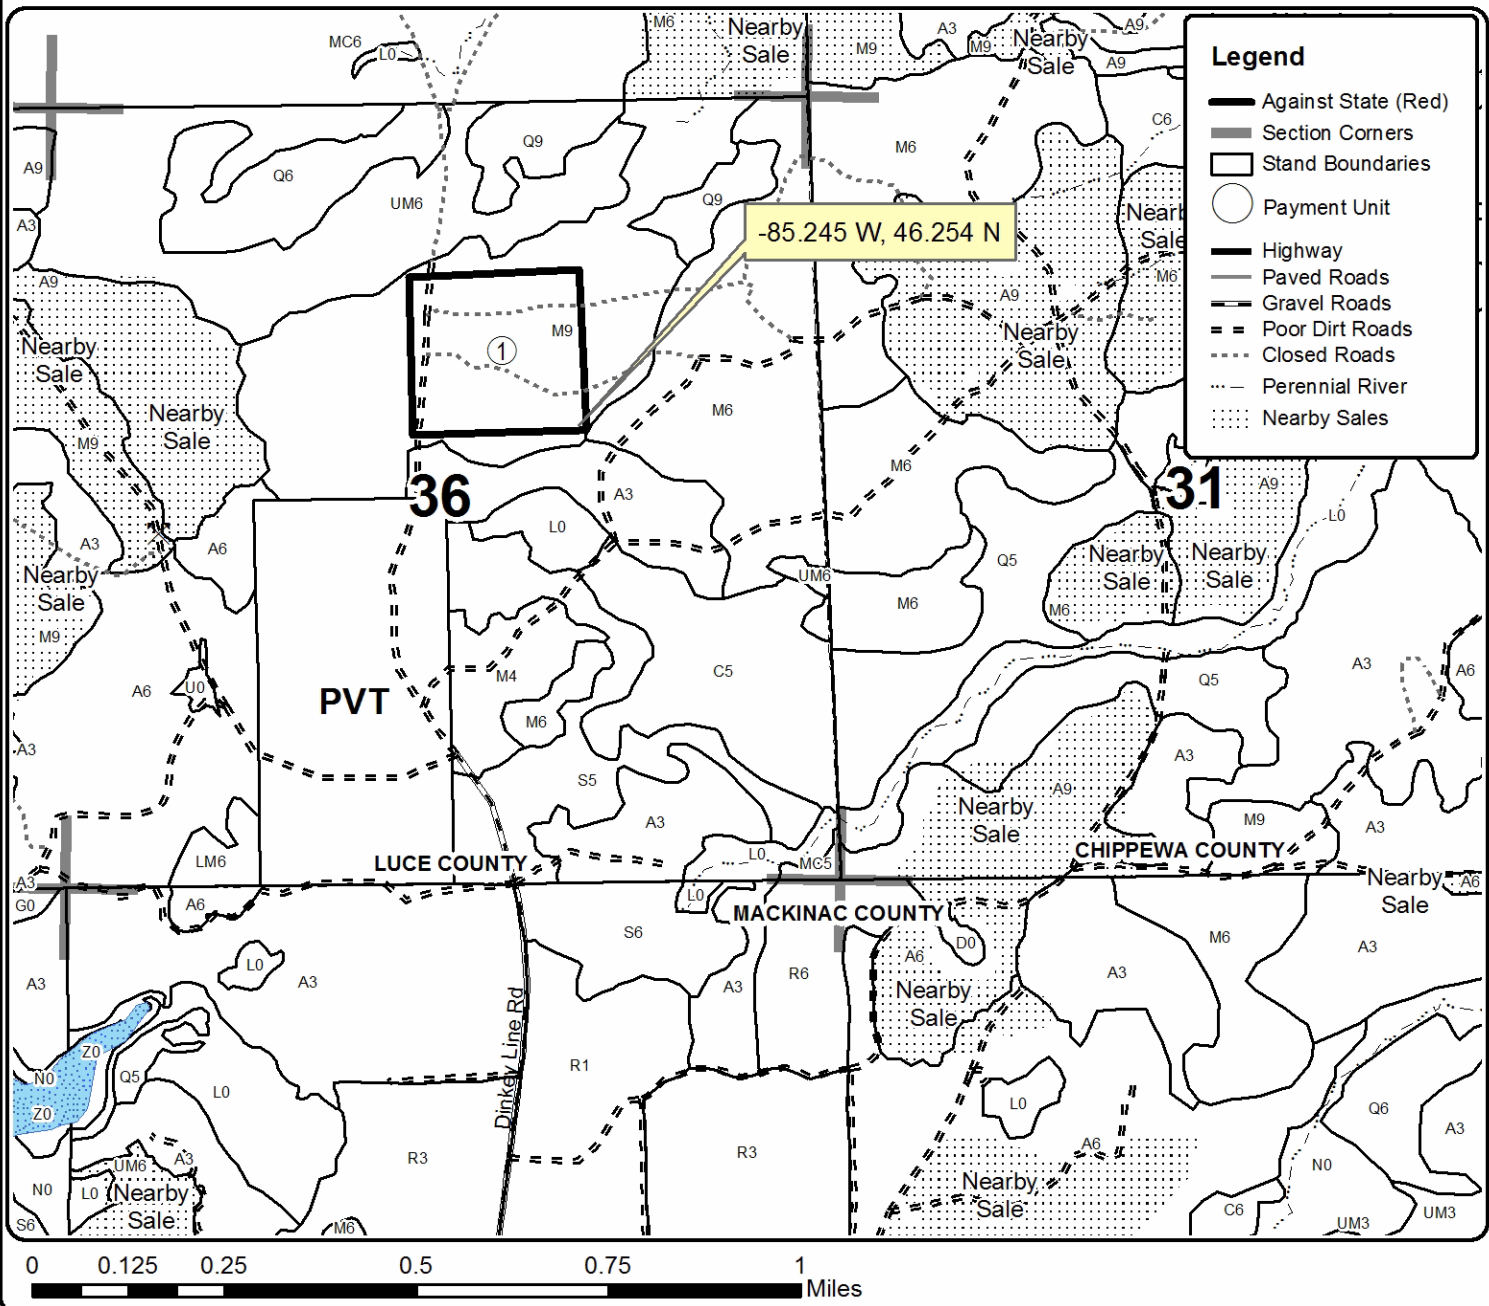 MC6
L0
M6
Nearby
Sale
M9
A3
M9
Nearby
Sale
A9
A9
Legend
Against State (Red)
Section Corners
Stand Boundaries
Payment Unit
Highway
Paved Roads
Gravel Roads
Poor Dirt Roads
Closed Roads
Perennial River
Nearby Sales
A9
Q6
Q9
UM6
Q9
M6
C6
A3
-85.245 W, 46.254 N
Nearb
Sale
M6
A9
A9
Nearby
Sale
M9
1
Nearby
Sale
Nearby
Sale
M9
M6
M6
36
31
A9
A3
L0
L0
A3
A6
Nearby
Sale
M9
UM6
M6
Q5
Nearby
Sale
Nearby
Sale
M6
A6
U0
PVT
M4
M6
C5
Q5
A3
A6
A3
S5
A3
A3
A9
Nearby
Sale
M9
A3
LM6
LUCE COUNTY
L0
MC5
CHIPPEWA COUNTY
A3
G0
A6
L0
MACKINAC COUNTY
Nearby
Sale
A6
S6
A6
D0
M6
A3
A3
L0
A3
A3
R6
Nearby
Sale
A3
Dinkey Line Rd
Z0
N0
Z0
Q5
L0
R1
L0
Q6
A3
UM6
A3
R3
R3
A6
N0
N0
L0
Nearby
Sale
Nearby
Sale
S6
M6
C6
UM3
UM3
0
0.125
0.25
0.5
0.75
1
Miles